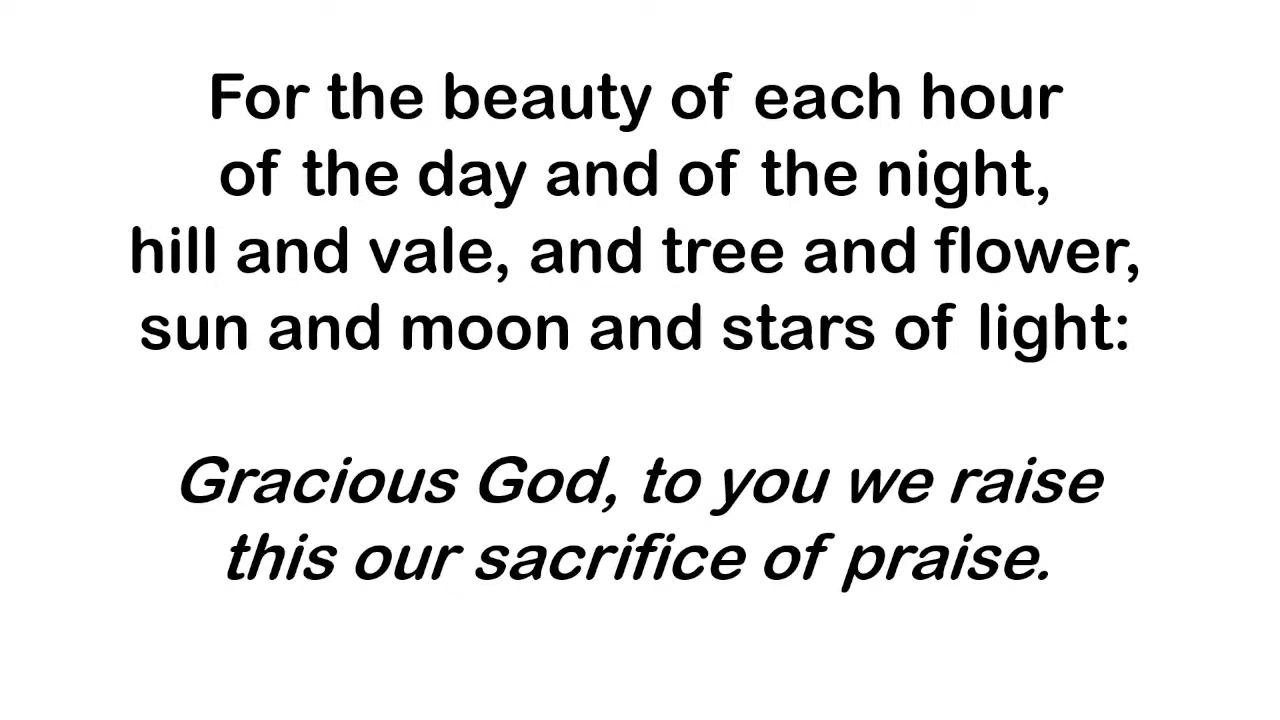 For the beauty of each hour
of the day and of the night,
hill and vale, and tree and flower,
sun and moon and stars of light:
Gracious God, to you we raise
this our sacrifice of praise.